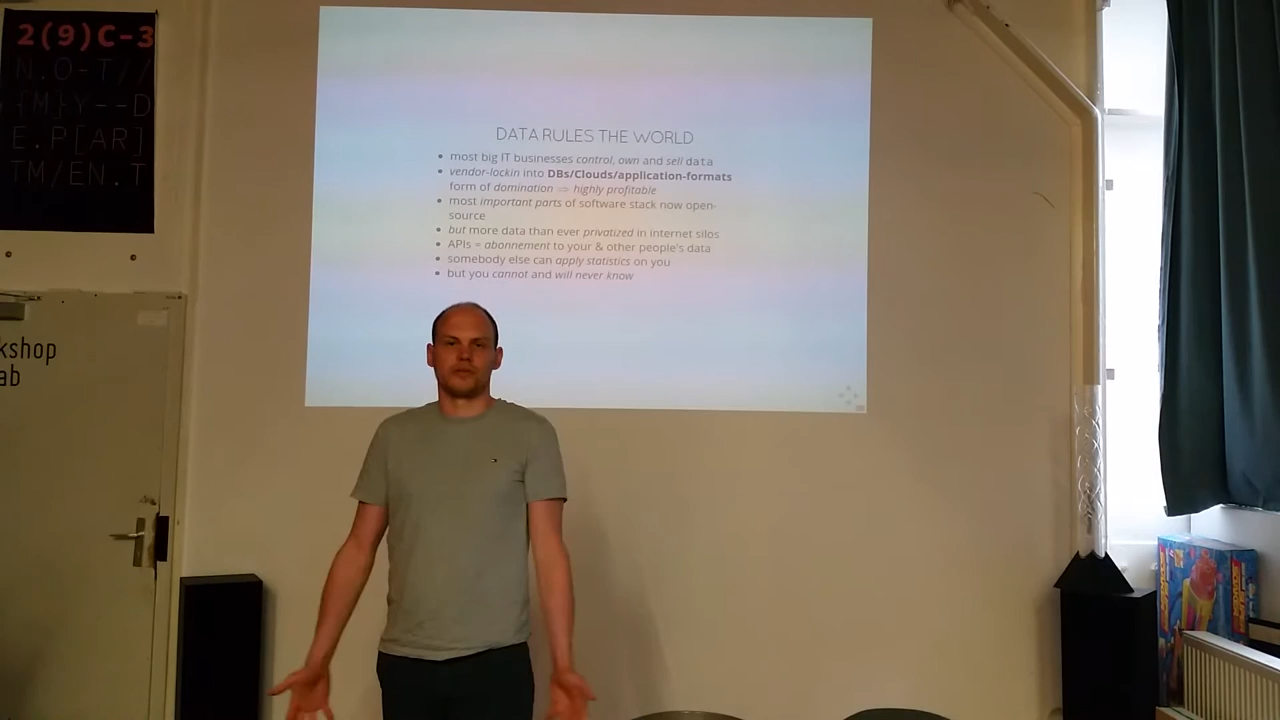 2(9)C-3
N.O-T//
{M}Y--D
E.P[AR]
TM/EN.T
DATA RULES THE WORLD
• most big IT businesses control, own and sell data
• vendor-lockin into DBs/Clouds/application-formats
form of domination => highly profitable
• most important parts of software stack now open-
source
• but more data than ever privatized in internet silos
• APIs = abonnement to your & other people's data
• somebody else can apply statistics on you
• but you cannot and will never know
kshop
ab